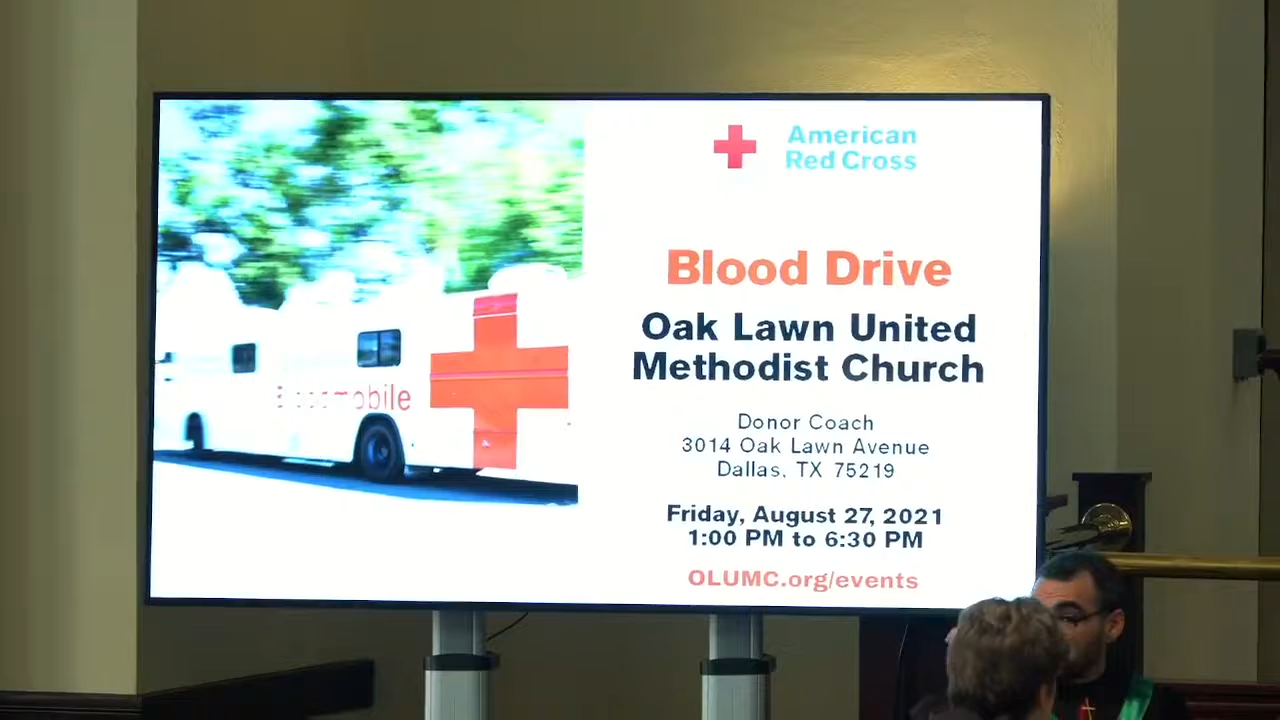 American
Red Cross
Blood Drive
Oak Lawn United
Methodist Church
Bloodmobile
Donor Coach
3014 Oak Lawn Avenue
Dallas, TX 75219
Friday, August 27, 2021
1:00 PM to 6:30 PM
OLUMC.org/events